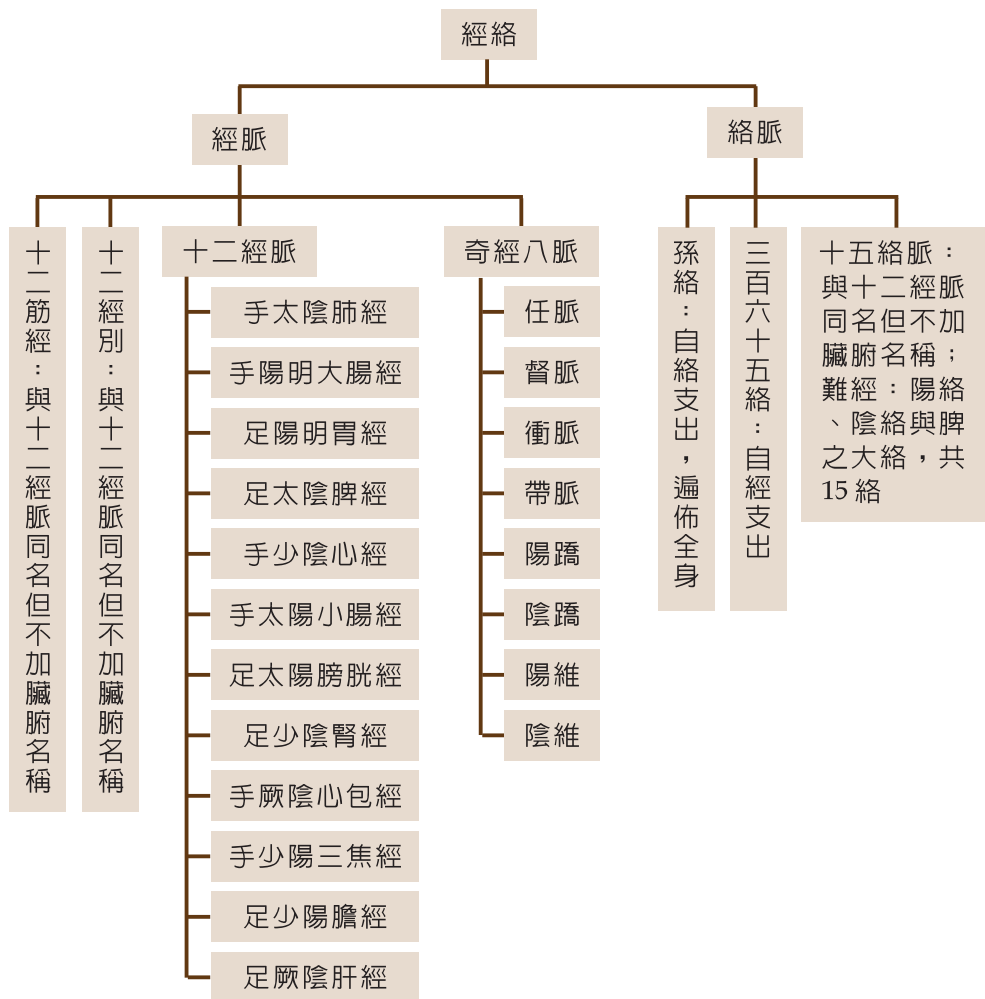 經絡
經脈
絡脈
十二筋經：與十二經脈同名但不加臟腑名稱
十二經別：與十二經脈同名但不加臟腑名稱
十二經脈
手太陰肺經
手陽明大腸經
足陽明胃經
足太陰脾經
手少陰心經
手太陽小腸經
足太陽膀胱經
足少陰腎經
手厥陰心包經
手少陽三焦經
足少陽膽經
足厥陰肝經
奇經八脈
任脈
督脈
衝脈
帶脈
陽蹻
陰蹻
陽維
陰維
孫絡：自絡支出，遍佈全身
三百六十五絡：自經支出
十五絡脈：
與十二經脈
同名但不加
臟腑名稱；
難經：陽絡
、陰絡與脾
之大絡，共
15 絡